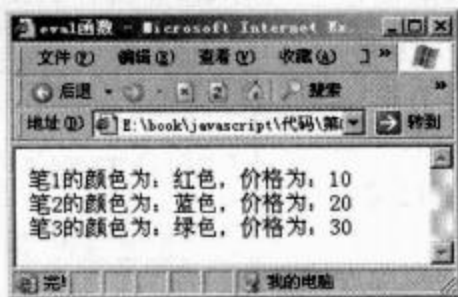 eval函数 - Microsoft Internet Ex
文件(F) 编辑(E) 查看(V) 收藏(A) »
后退 搜索 »
地址(D) E:\book\javascript\代码\第 转到
笔1的颜色为：红色，价格为：10
笔2的颜色为：蓝色，价格为：20
笔3的颜色为：绿色，价格为：30
完 我的电脑